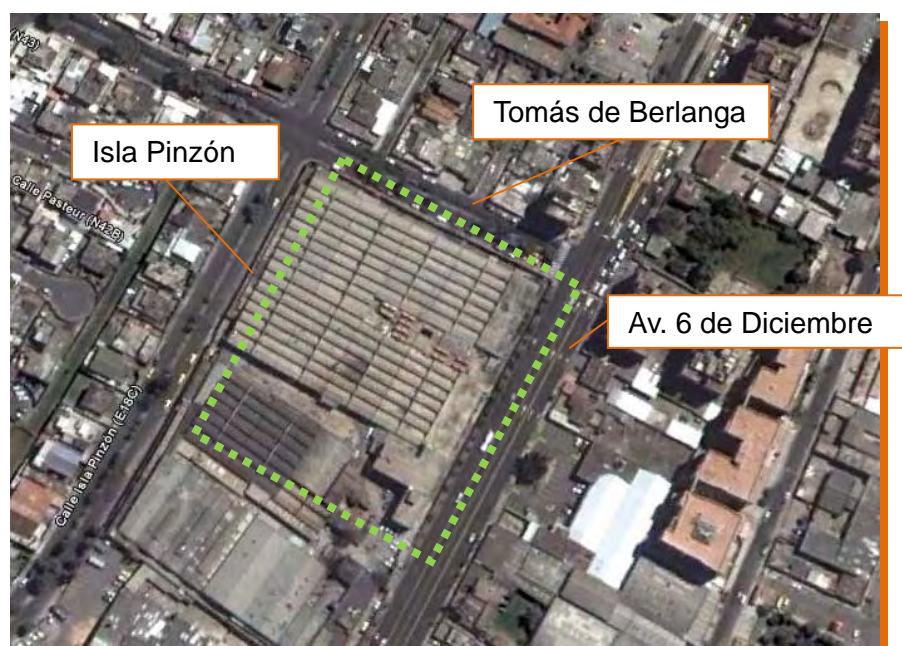 (N43)
Tomás de Berlanga
Isla Pinzón
Calle Pasteur (N42B)
Av. 6 de Diciembre
Calle Isla Pinzón (E18C)